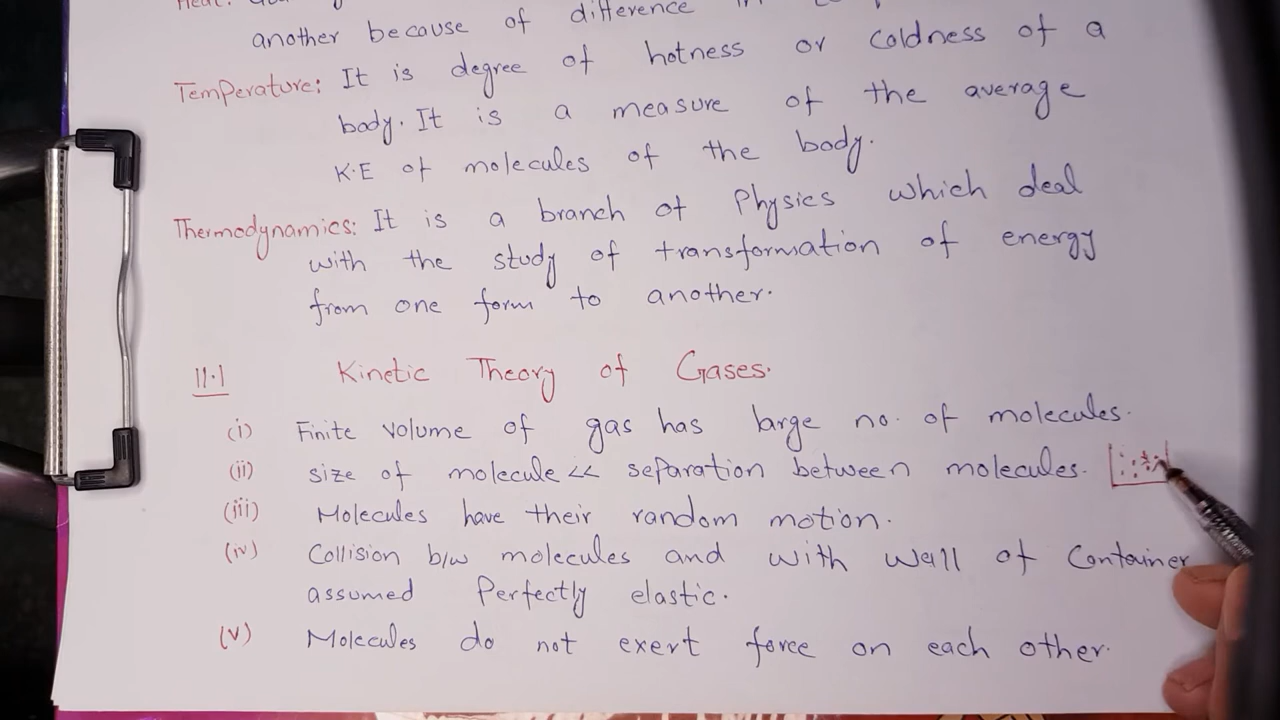 Heat:
another because of difference in
Temperature: It is degree of hotness or coldness of a
body. It is a measure of the average
K.E of molecules of the body.
Thermodynamics: It is a branch of Physics which deal
with the study of transformation of energy
from one form to another.
11.1 Kinetic Theory of Gases.
(i) Finite volume of gas has large no. of molecules.
(ii) size of molecule << separation between molecules.
(iii) Molecules have their random motion.
(iv) Collision b/w molecules and with wall of Container
assumed Perfectly elastic.
(v) Molecules do not exert force on each other.